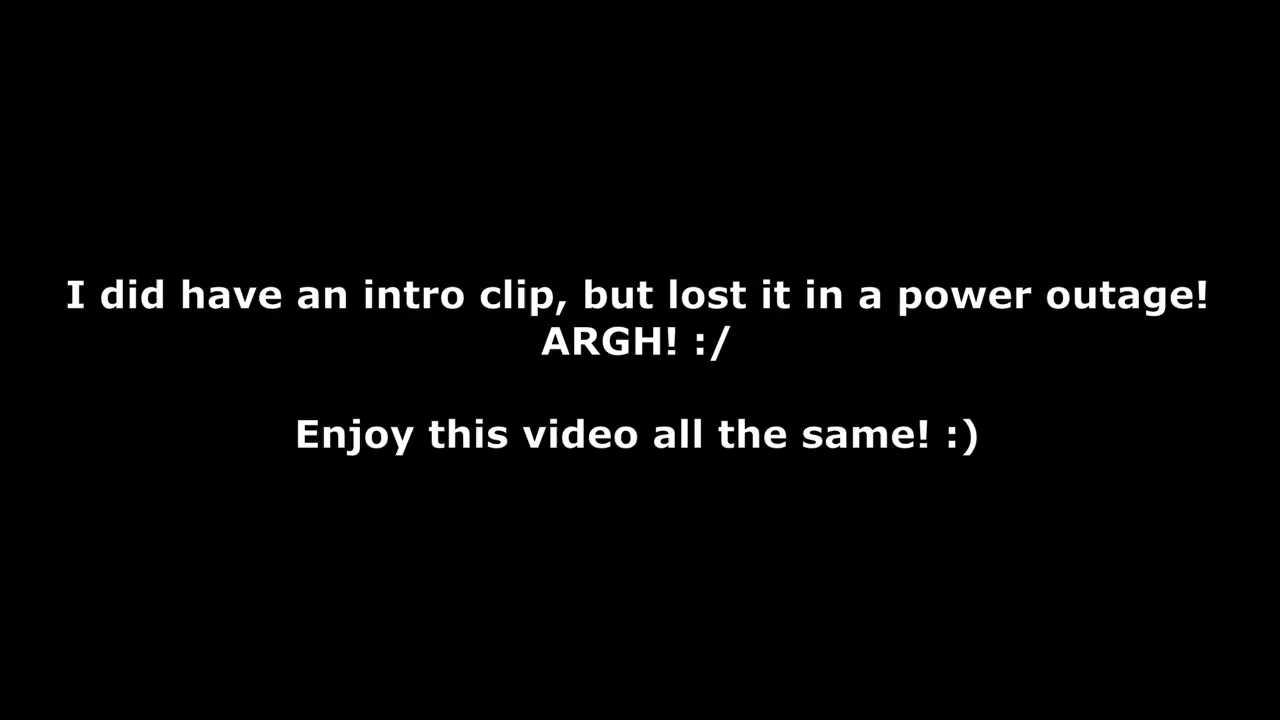 I did have an intro clip, but lost it in a power outage!
ARGH! :/
Enjoy this video all the same! :)